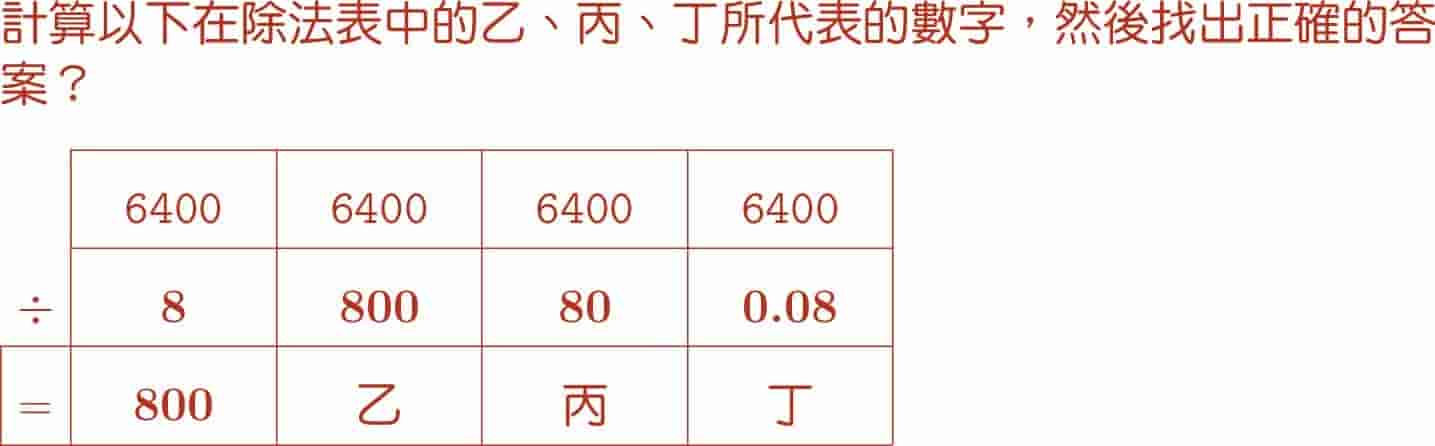 計算以下在除法表中的乙、丙、丁所代表的數字，然後找出正確的答
案？
6400 6400 6400 6400
÷ 8 800 80 0.08
= 800 乙 丙 丁